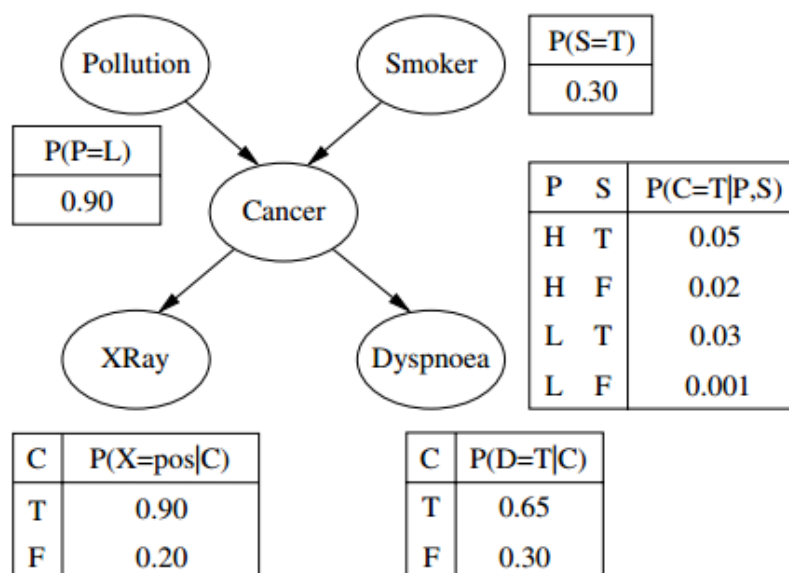 Pollution
Smoker
P(S=T)
0.30
P(P=L)
0.90
Cancer
P S P(C=T|P,S)
H T 0.05
H F 0.02
L T 0.03
L F 0.001
XRay
Dyspnoea
C P(X=pos|C)
T 0.90
F 0.20
C P(D=T|C)
T 0.65
F 0.30